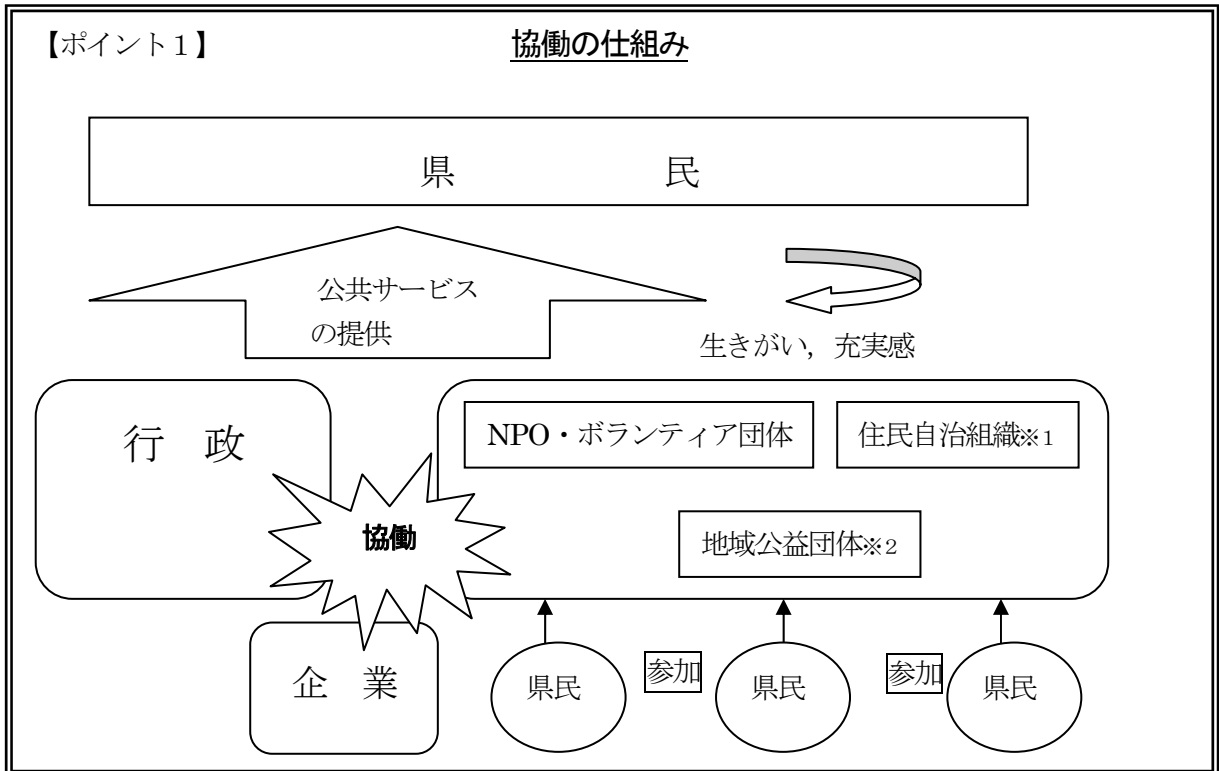 【ポイント1】
協働の仕組み
県 民
公共サービス
の提供
生きがい，充実感
行 政
NPO・ボランティア団体
住民自治組織※1
協働
地域公益団体※2
企 業
県民
参加
県民
参加
県民